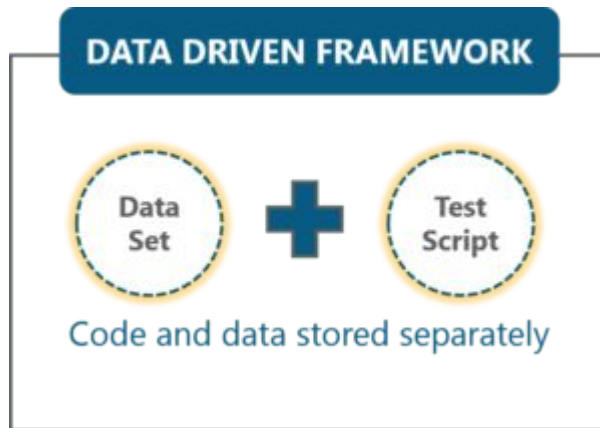 DATA DRIVEN FRAMEWORK
Data
Set
Test
Script
Code and data stored separately